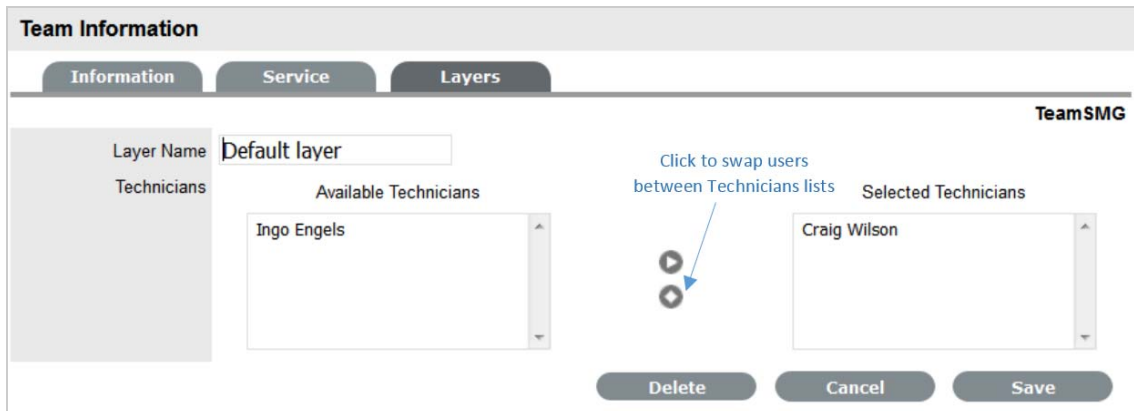 Team Information
Information Service Layers
TeamSMG
Layer Name Default layer
Click to swap users
between Technicians lists
Technicians
Available Technicians
Selected Technicians
Ingo Engels
Craig Wilson
Delete Cancel Save